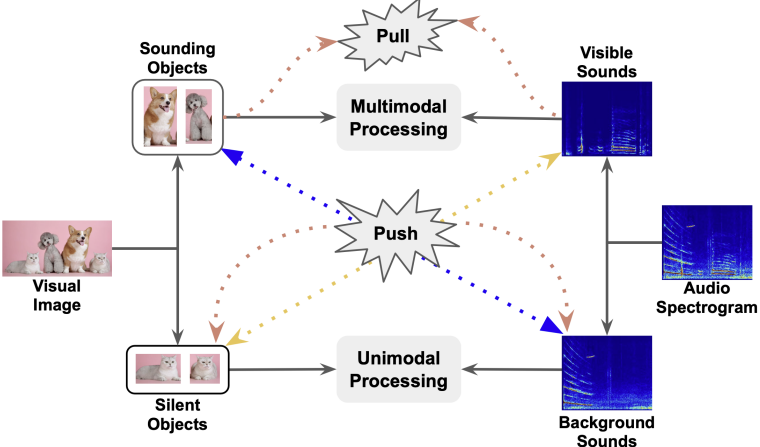 Sounding
Objects
Pull
Visible
Sounds
Multimodal
Processing
Push
Visual
Image
Audio
Spectrogram
Unimodal
Processing
Silent
Objects
Background
Sounds